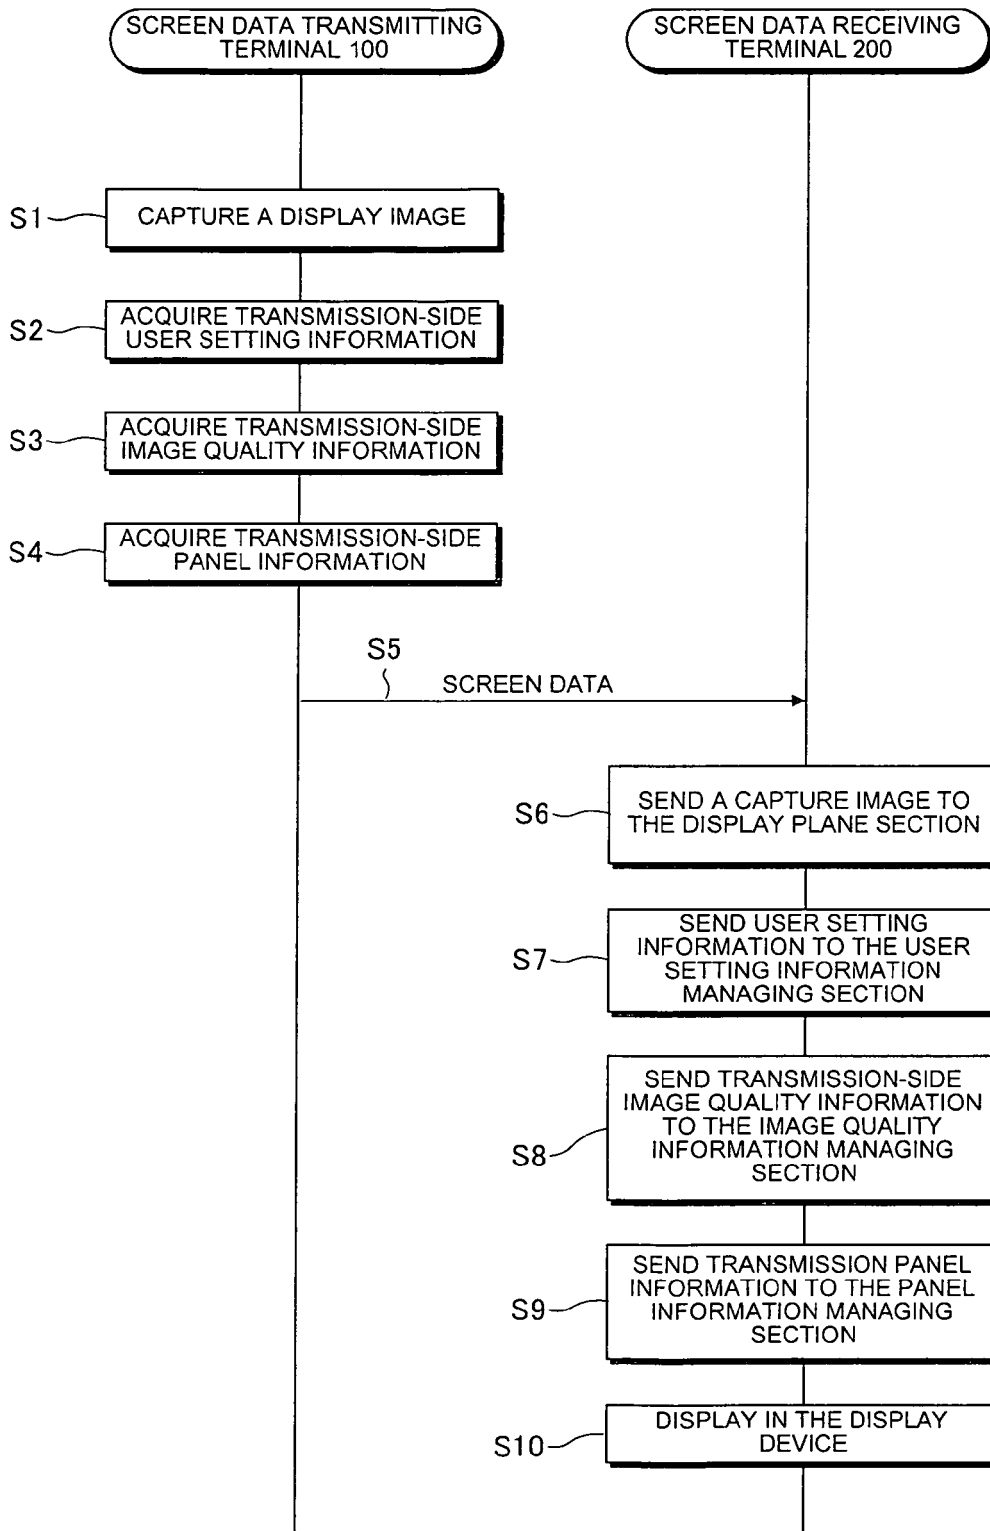 SCREEN DATA TRANSMITTING
TERMINAL 100
SCREEN DATA RECEIVING
TERMINAL 200
S1
CAPTURE A DISPLAY IMAGE
S2
ACQUIRE TRANSMISSION-SIDE
USER SETTING INFORMATION
S3
ACQUIRE TRANSMISSION-SIDE
IMAGE QUALITY INFORMATION
S4
ACQUIRE TRANSMISSION-SIDE
PANEL INFORMATION
S5
SCREEN DATA
S6
SEND A CAPTURE IMAGE TO
THE DISPLAY PLANE SECTION
S7
SEND USER SETTING
INFORMATION TO THE USER
SETTING INFORMATION
MANAGING SECTION
S8
SEND TRANSMISSION-SIDE
IMAGE QUALITY INFORMATION
TO THE IMAGE QUALITY
INFORMATION MANAGING
SECTION
S9
SEND TRANSMISSION PANEL
INFORMATION TO THE PANEL
INFORMATION MANAGING
SECTION
S10
DISPLAY IN THE DISPLAY
DEVICE